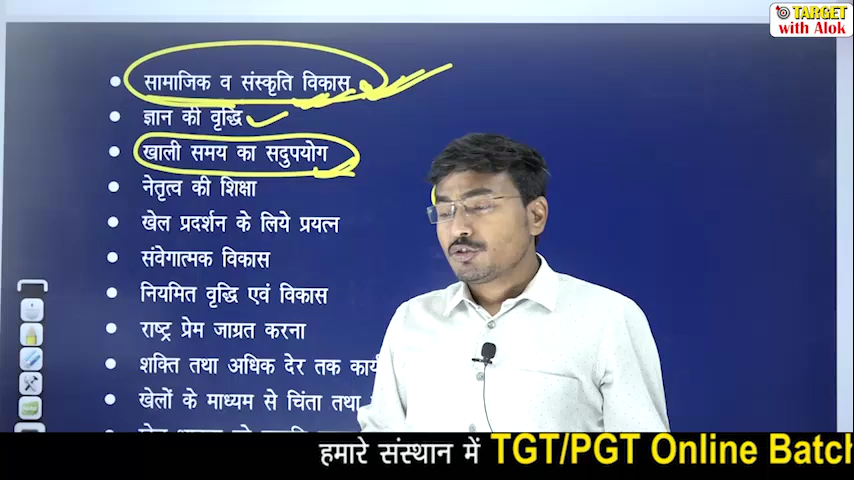 TARGET
with Alok
सामाजिक व संस्कृति विकास
ज्ञान की वृद्धि
खाली समय का सदुपयोग
नेतृत्व की शिक्षा
खेल प्रदर्शन के लिये प्रयत्न
संवेगात्मक विकास
नियमित वृद्धि एवं विकास
राष्ट्र प्रेम जाग्रत करना
शक्ति तथा अधिक देर तक कार्य
खेलों के माध्यम से चिंता तथा
हमारे संस्थान में TGT/PGT Online Batch